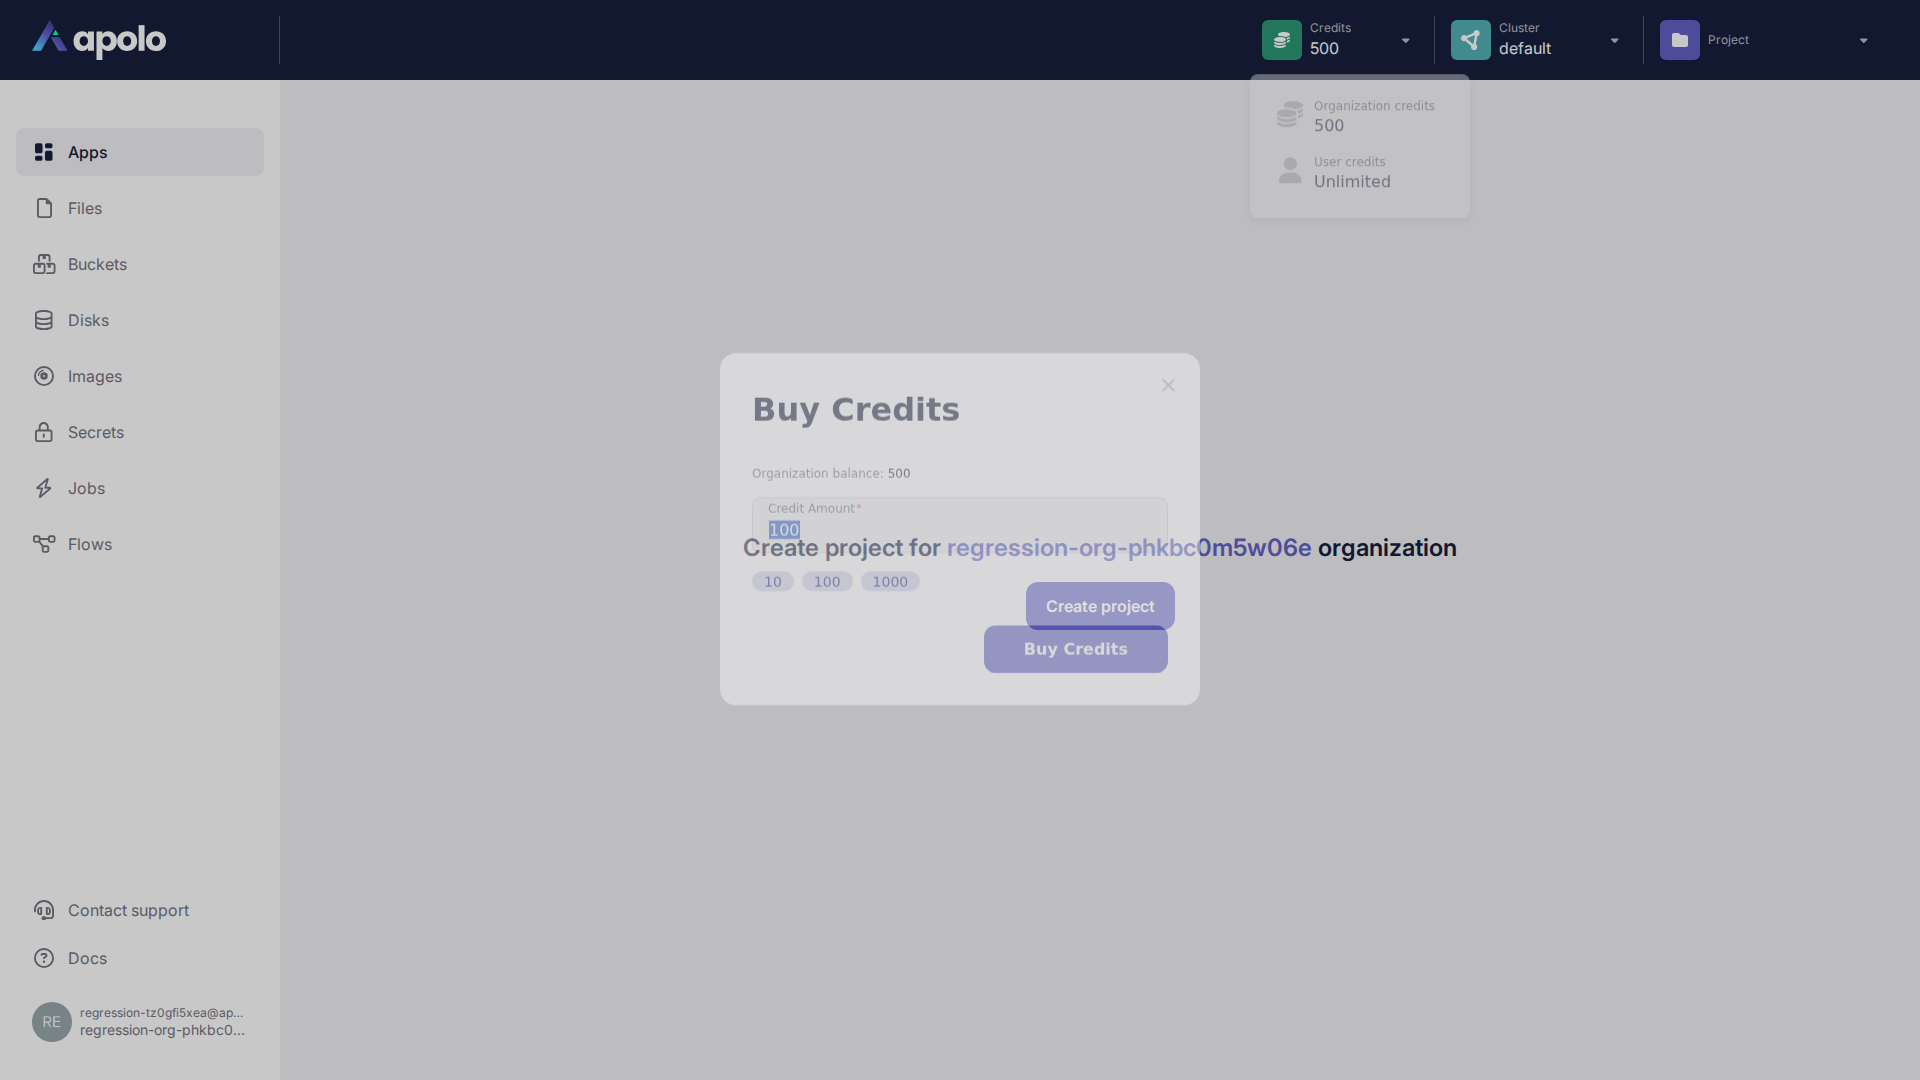 apolo
Credits
500
Cluster
default
Project
Organization credits
500
User credits
Unlimited
Apps
Files
Buckets
Disks
Images
Secrets
Jobs
Flows
Buy Credits
Organization balance: 500
Credit Amount*
100
Create project for regression-org-phkbc0m5w06e organization
10 100 1000
Create project
Buy Credits
Contact support
Docs
RE
regression-tz0gfi5xea@ap...
regression-org-phkbc0...